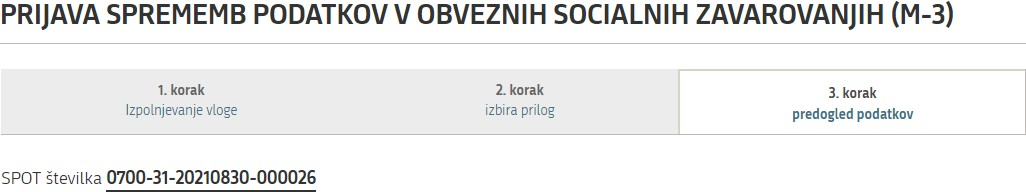 PRIJAVA SPREMEMB PODATKOV V OBVEZNIH SOCIALNIH ZAVAROVANJIH (M-3)
1. korak
Izpolnjevanje vloge
2. korak
izbira prilog
3. korak
predogled podatkov
SPOT številka 0700-31-20210830-000026